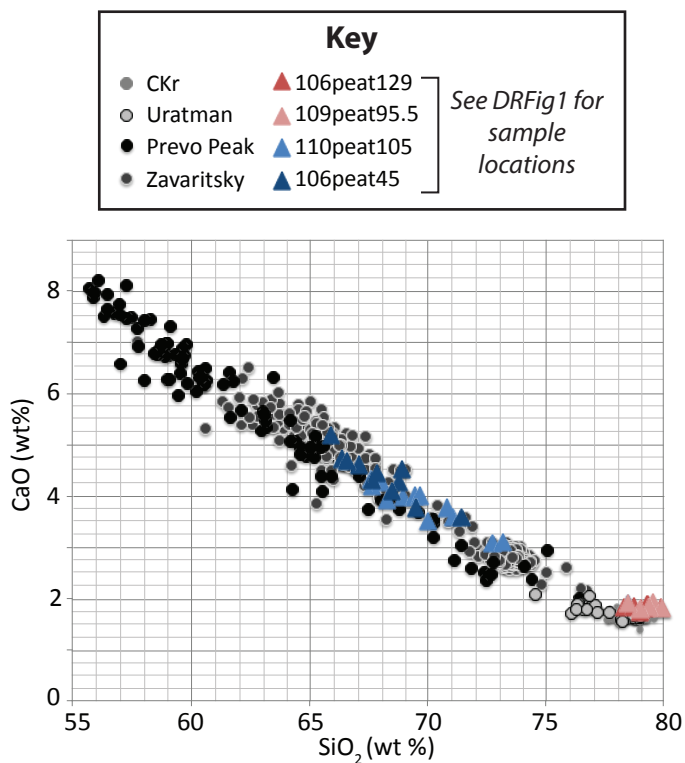 Key
CKr
Uratman
Prevo Peak
Zavaritsky
106peat129
109peat95.5
110peat105
106peat45
See DRFig1 for
sample
locations
CaO (wt%)
8
6
4
2
0
55 60 65 70 75 80
SiO₂ (wt %)